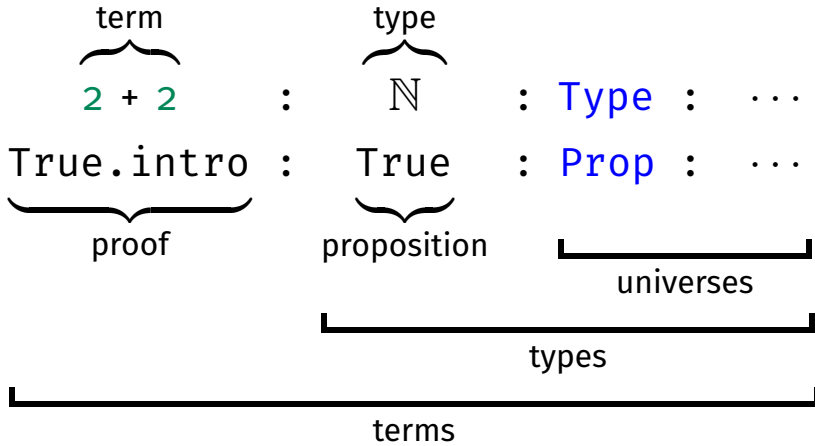 term type
2 + 2 : ℕ : Type : ⋯
True.intro : True : Prop : ⋯
proof proposition
universes
types
terms